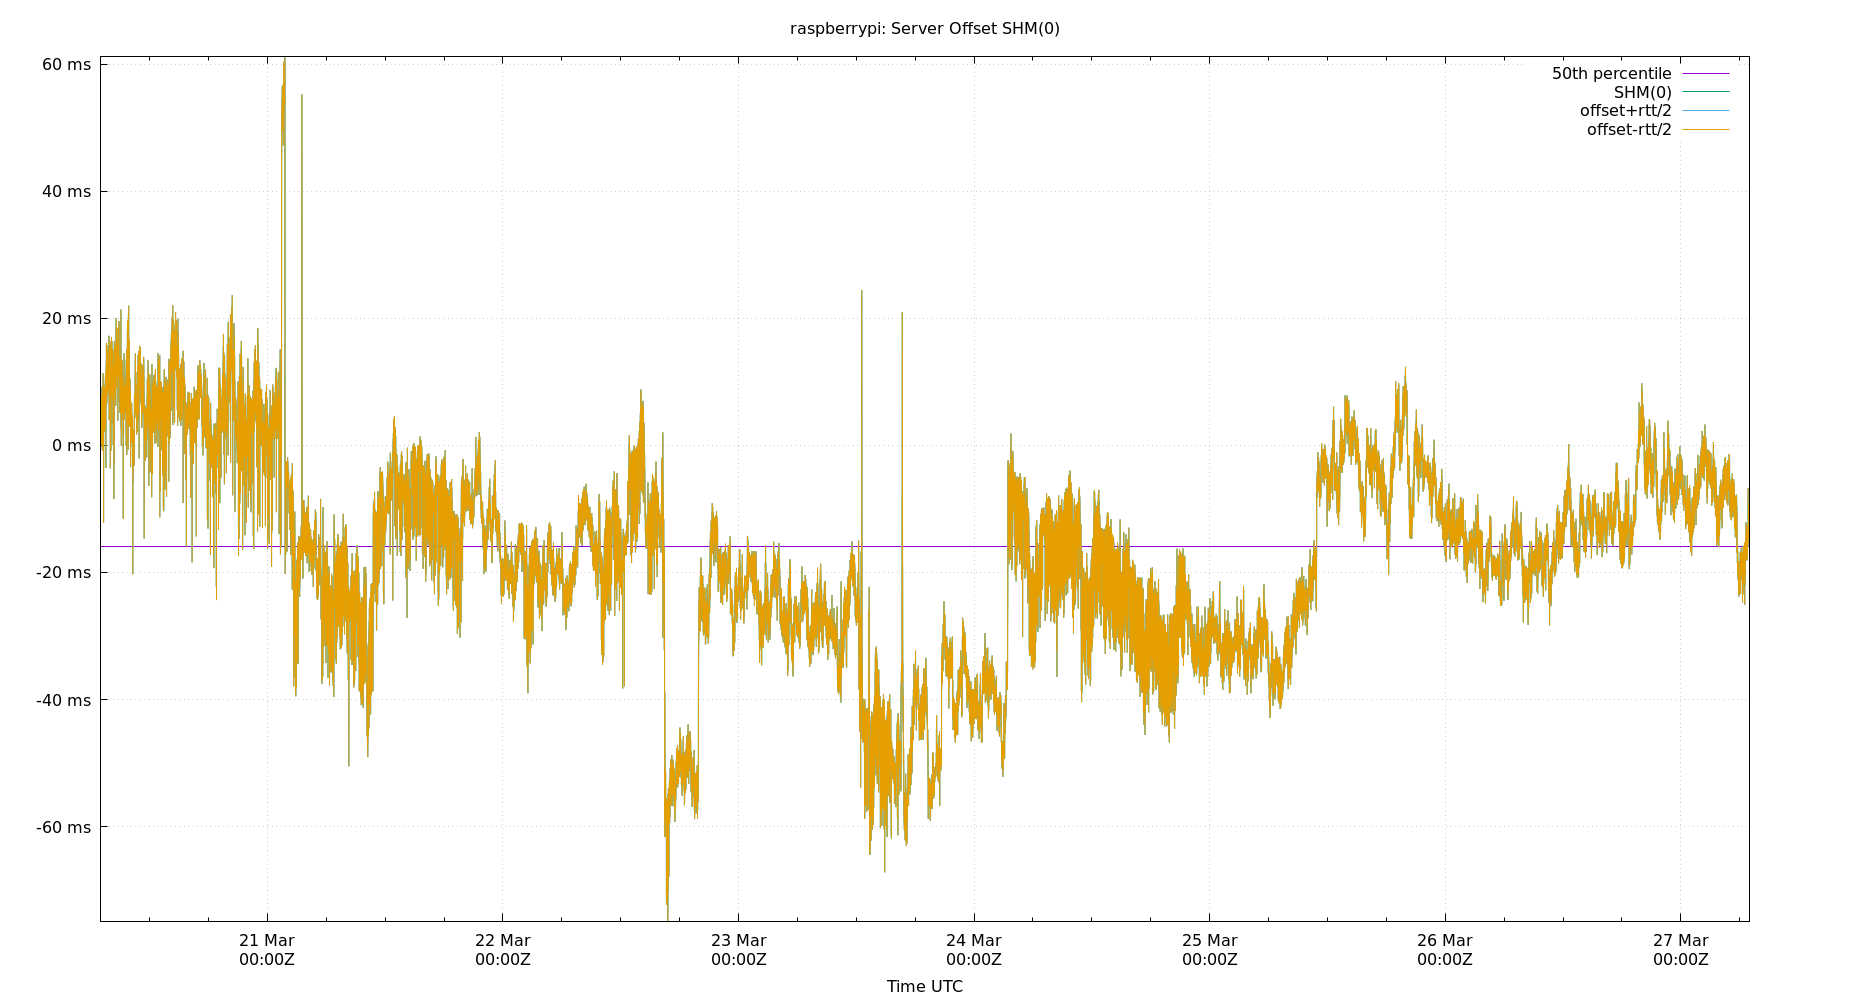 raspberrypi: Server Offset SHM(0)
60 ms
40 ms
20 ms
0 ms
-20 ms
-40 ms
-60 ms
50th percentile
SHM(0)
offset+rtt/2
offset-rtt/2
21 Mar
00:00Z
22 Mar
00:00Z
23 Mar
00:00Z
24 Mar
00:00Z
25 Mar
00:00Z
26 Mar
00:00Z
27 Mar
00:00Z
Time UTC